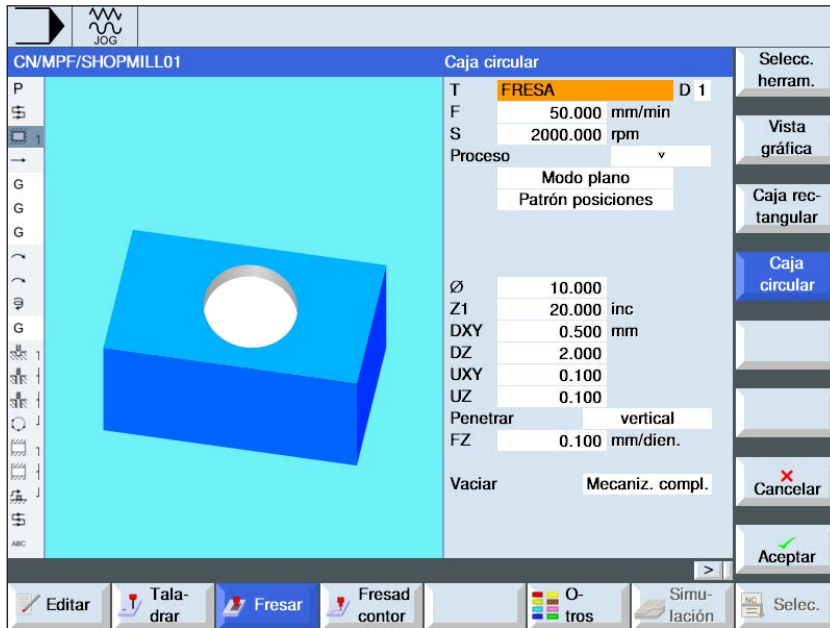 JOG
CN/MPF/SHOPMILL01
Caja circular
P
G
G
G
G
ABC
T FRESA D 1
F 50.000 mm/min
S 2000.000 rpm
Proceso ▿
Modo plano
Patrón posiciones
Ø 10.000
Z1 20.000 inc
DXY 0.500 mm
DZ 2.000
UXY 0.100
UZ 0.100
Penetrar vertical
FZ 0.100 mm/dien.
Vaciar Mecaniz. compl.
>
Selecc.
herram.
Vista
gráfica
Caja rec-
tangular
Caja
circular
Cancelar
Aceptar
Editar
Tala-
drar
Fresar
Fresad
contor
O-
tros
Simu-
lación
NC
Selec.